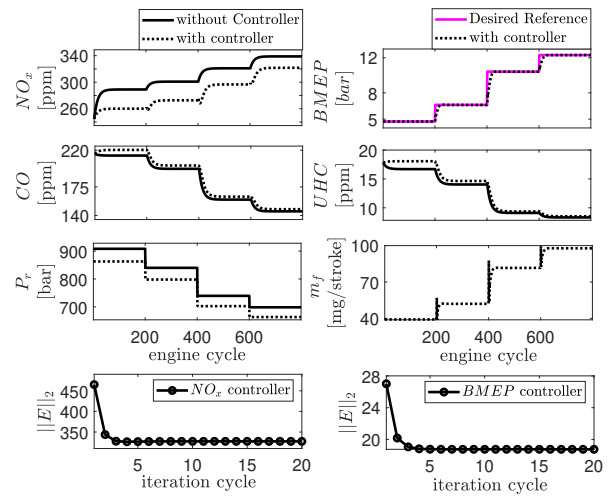 without Controller
with controller
NOx
[ppm]
340
300
260
Desired Reference
with controller
BMEP
[bar]
12
8
5
CO
[ppm]
220
175
140
UHC
[ppm]
20
15
10
Pr
[bar]
900
800
700
200 400 600
engine cycle
mf
[mg/stroke]
100
70
40
200 400 600
engine cycle
||E||2
450
400
350
NOx controller
5 10 15 20
iteration cycle
||E||2
28
24
20
BMEP controller
5 10 15 20
iteration cycle